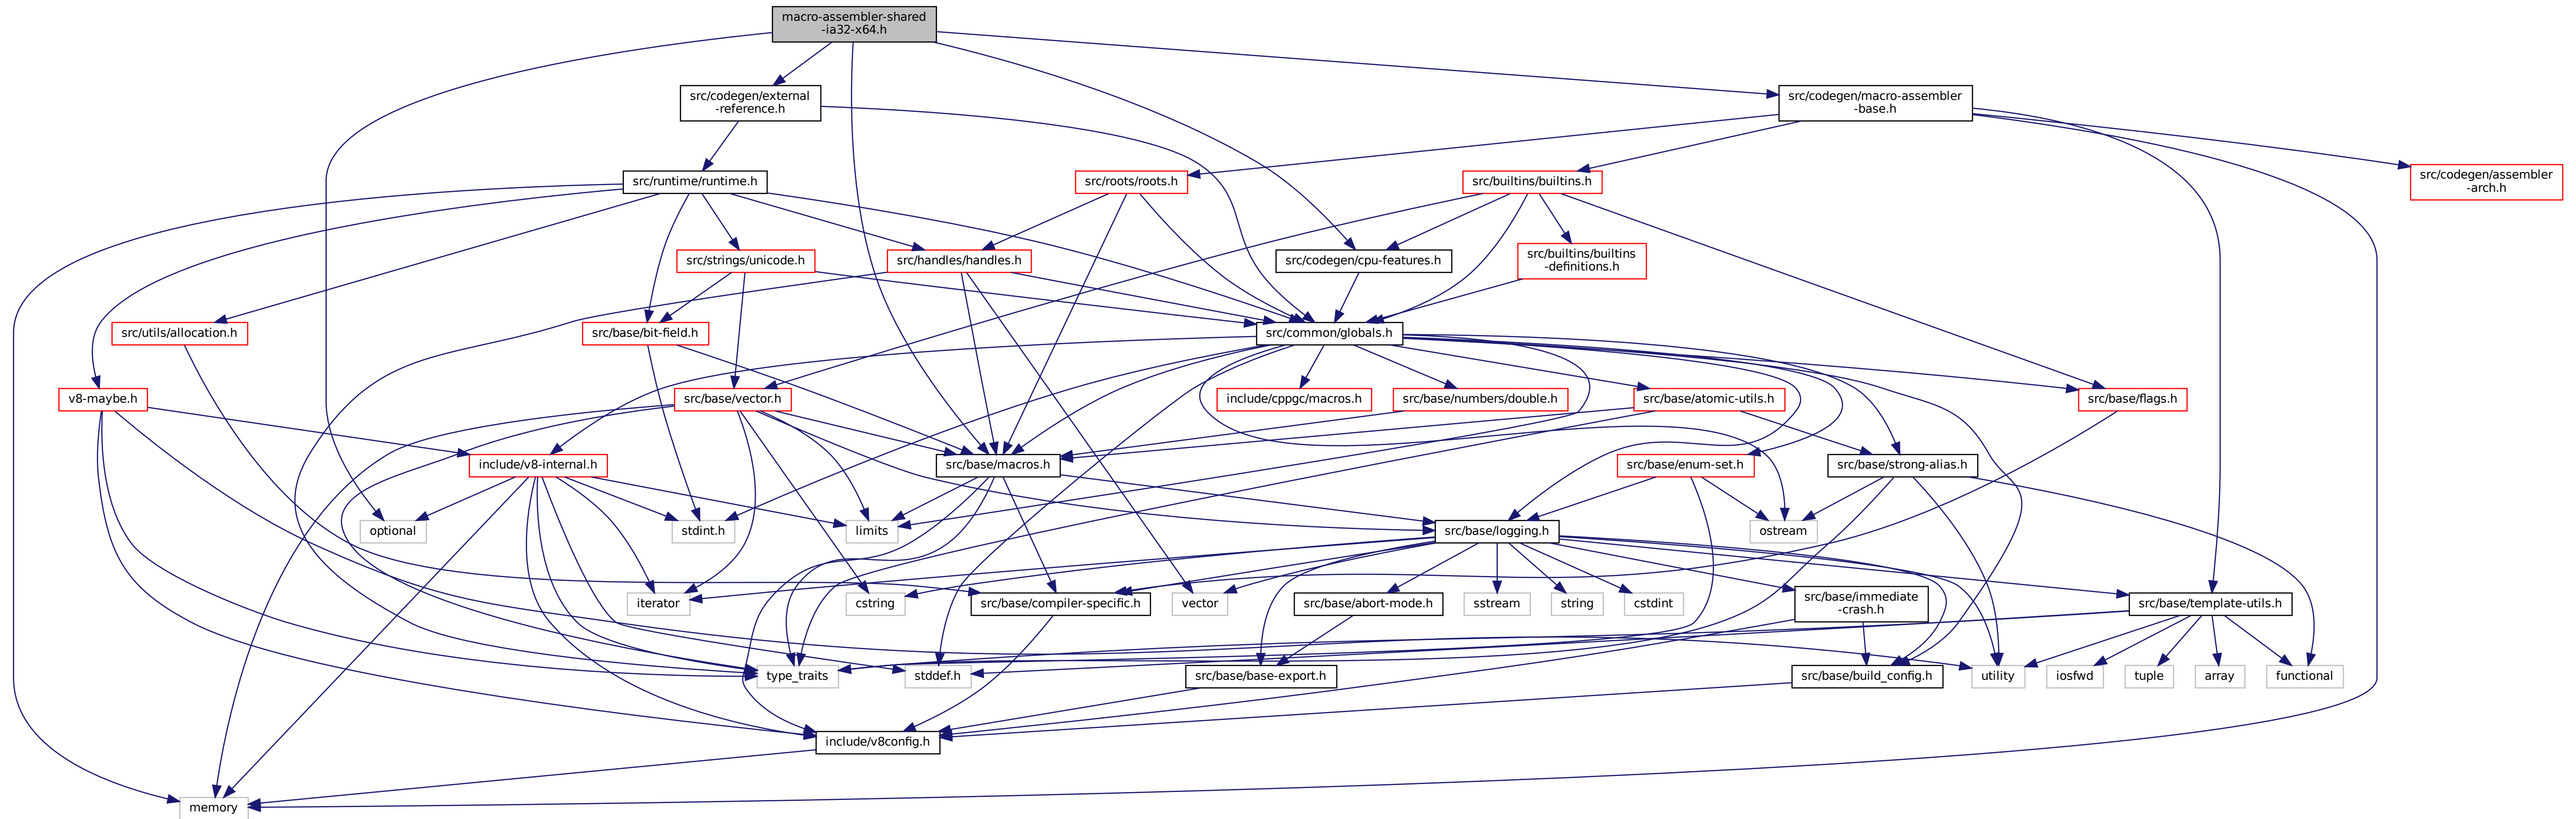 macro-assembler-shared
-ia32-x64.h
src/codegen/external
-reference.h
src/codegen/macro-assembler
-base.h
src/runtime/runtime.h
src/roots/roots.h
src/builtins/builtins.h
src/codegen/assembler
-arch.h
src/strings/unicode.h
src/handles/handles.h
src/codegen/cpu-features.h
src/builtins/builtins
-definitions.h
src/utils/allocation.h
src/base/bit-field.h
src/common/globals.h
v8-maybe.h
src/base/vector.h
include/cppgc/macros.h
src/base/numbers/double.h
src/base/atomic-utils.h
src/base/flags.h
include/v8-internal.h
src/base/macros.h
src/base/enum-set.h
src/base/strong-alias.h
optional
stdint.h
limits
src/base/logging.h
ostream
iterator
cstring
src/base/compiler-specific.h
vector
src/base/abort-mode.h
sstream
string
cstdint
src/base/immediate
-crash.h
src/base/template-utils.h
type_traits
stddef.h
src/base/base-export.h
src/base/build_config.h
utility
iosfwd
tuple
array
functional
include/v8config.h
memory